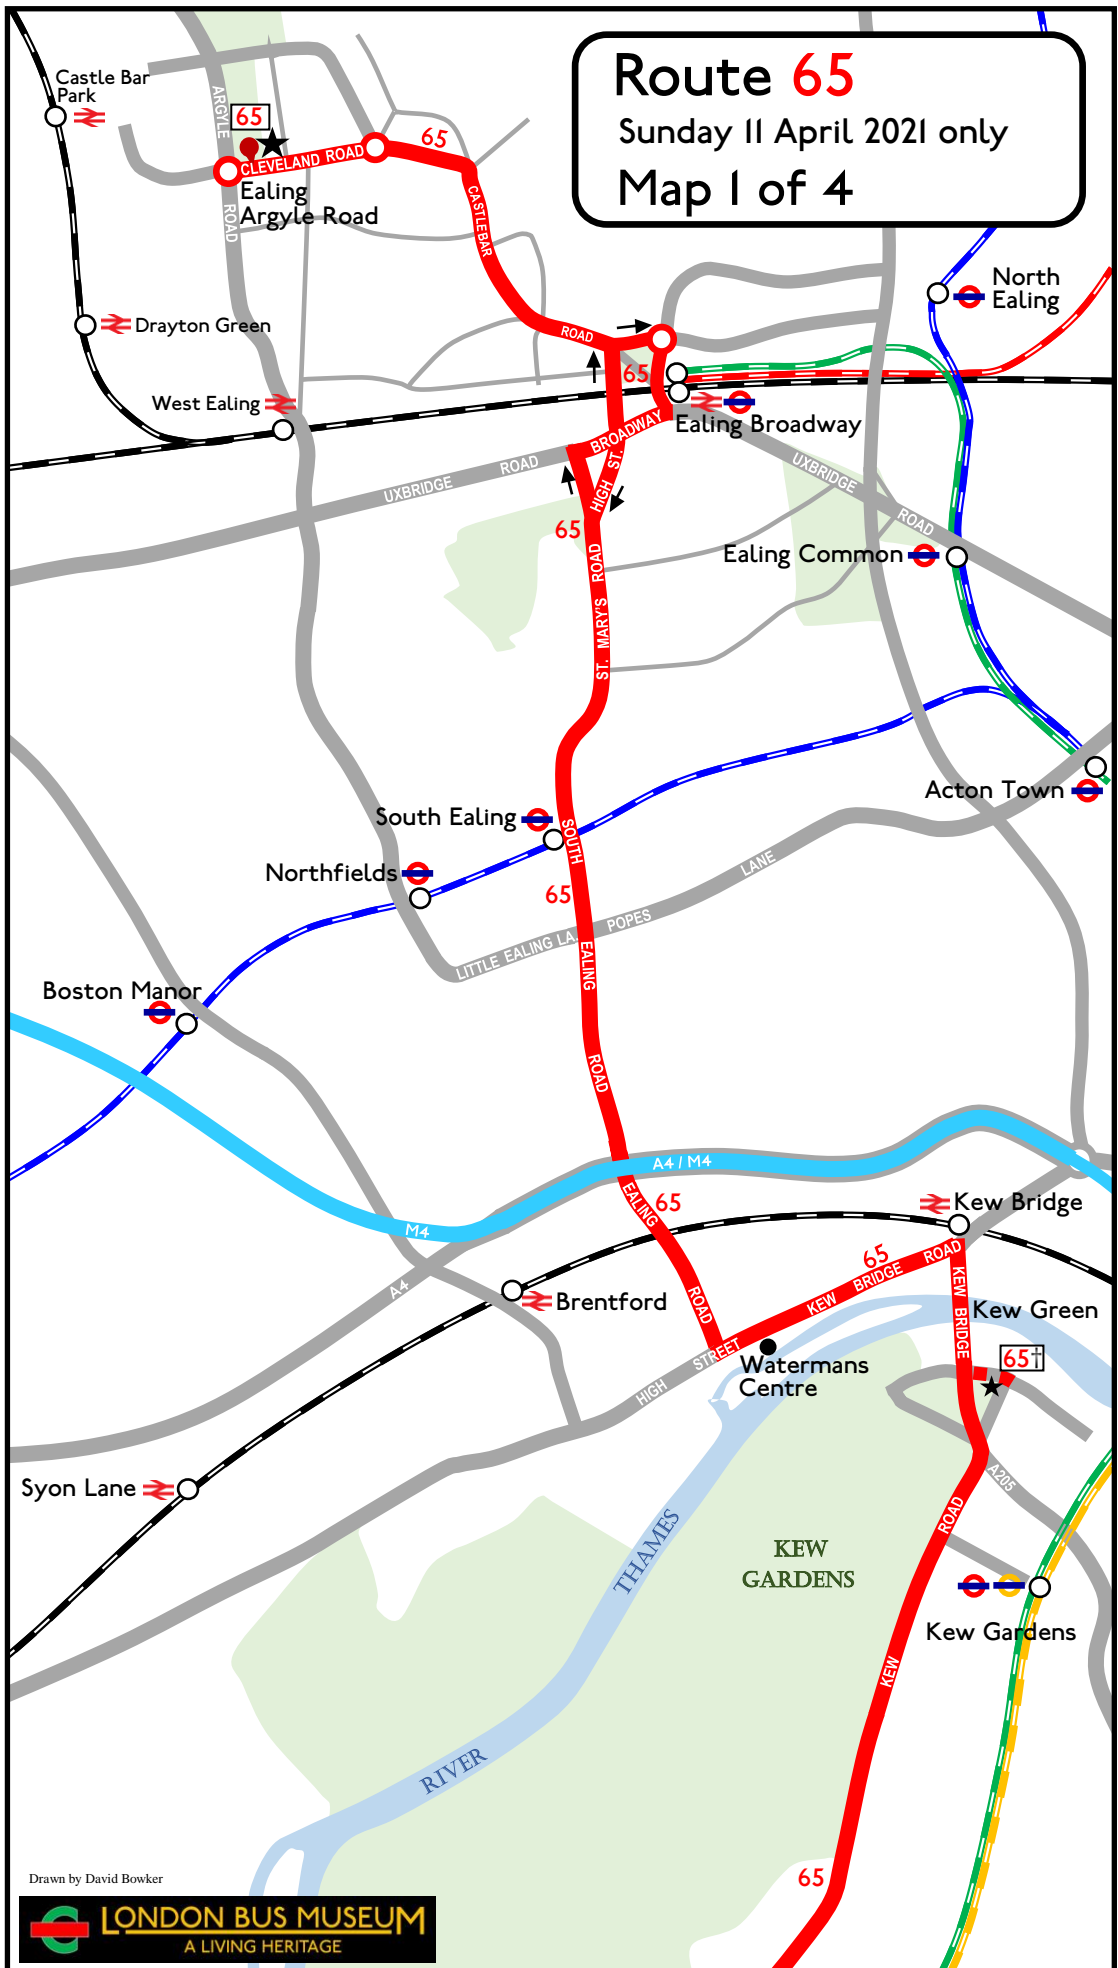 Route 65
Sunday 11 April 2021 only
Map 1 of 4
Castle Bar
Park
ARGYLE
65
65
CLEVELAND ROAD
Ealing
Argyle Road
ROAD
CASTLEBAR
North
Ealing
Drayton Green
ROAD
65
West Ealing
Ealing Broadway
BROADWAY
HIGH ST.
UXBRIDGE
ROAD
UXBRIDGE
ROAD
65
Ealing Common
ST. MARY'S
ROAD
Acton Town
South Ealing
SOUTH
Northfields
65
LANE
POPES
LITTLE EALING LA.
EALING
Boston Manor
ROAD
A4 / M4
M4
EALING
65
Kew Bridge
A4
65
KEW
BRIDGE
ROAD
KEW
BRIDGE
Kew Green
Brentford
ROAD
STREET
HIGH
Watermans
Centre
65†
Syon Lane
A205
ROAD
THAMES
KEW
GARDENS
Kew Gardens
KEW
RIVER
65
Drawn by David Bowker
LONDON BUS MUSEUM
A LIVING HERITAGE